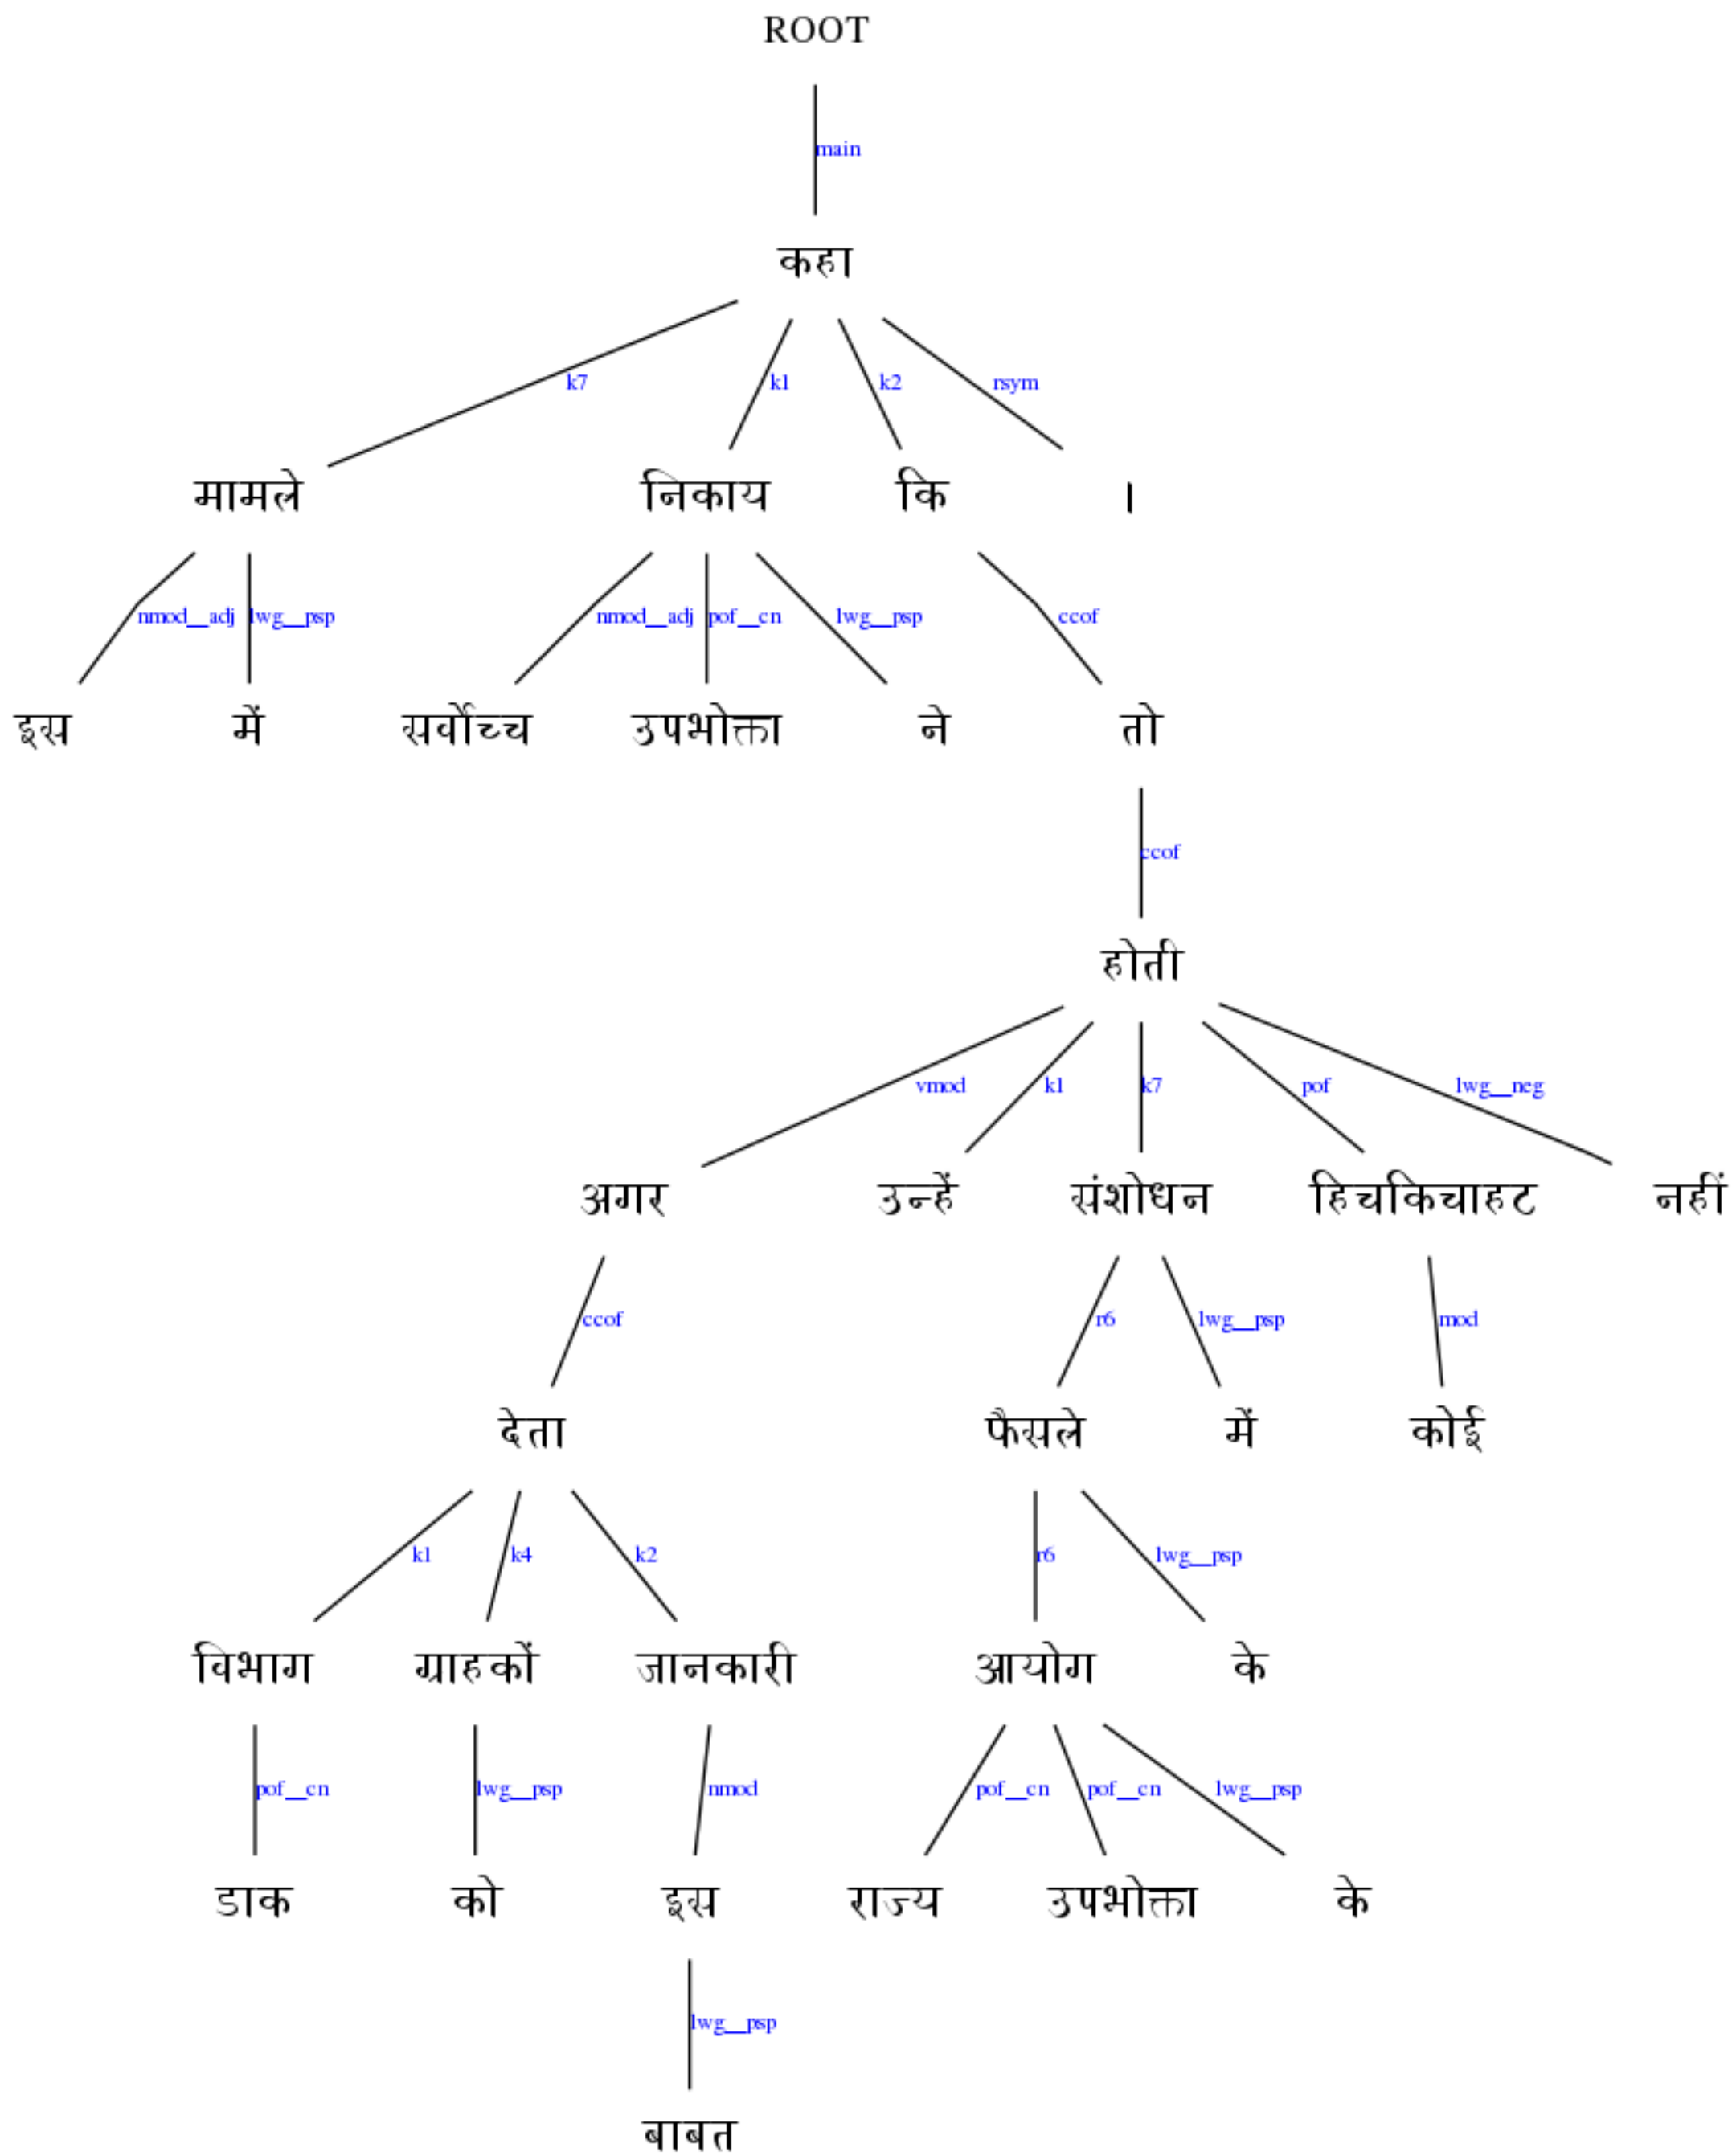 ROOT
main
कहा
k7 k1 k2 rsym
मामले निकाय कि ।
nmod__adj lwg__psp nmod__adj pof__cn lwg__psp ccof
इस में सर्वोच्च उपभोक्ता ने तो
ccof
होती
vmod k1 k7 pof lwg__neg
अगर उन्हें संशोधन हिचकिचाहट नहीं
ccof r6 lwg__psp mod
देता फैसले में कोई
k1 k4 k2 r6 lwg__psp
विभाग ग्राहकों जानकारी आयोग के
pof__cn lwg__psp nmod pof__cn pof__cn lwg__psp
डाक को इस राज्य उपभोक्ता के
lwg__psp
बाबत